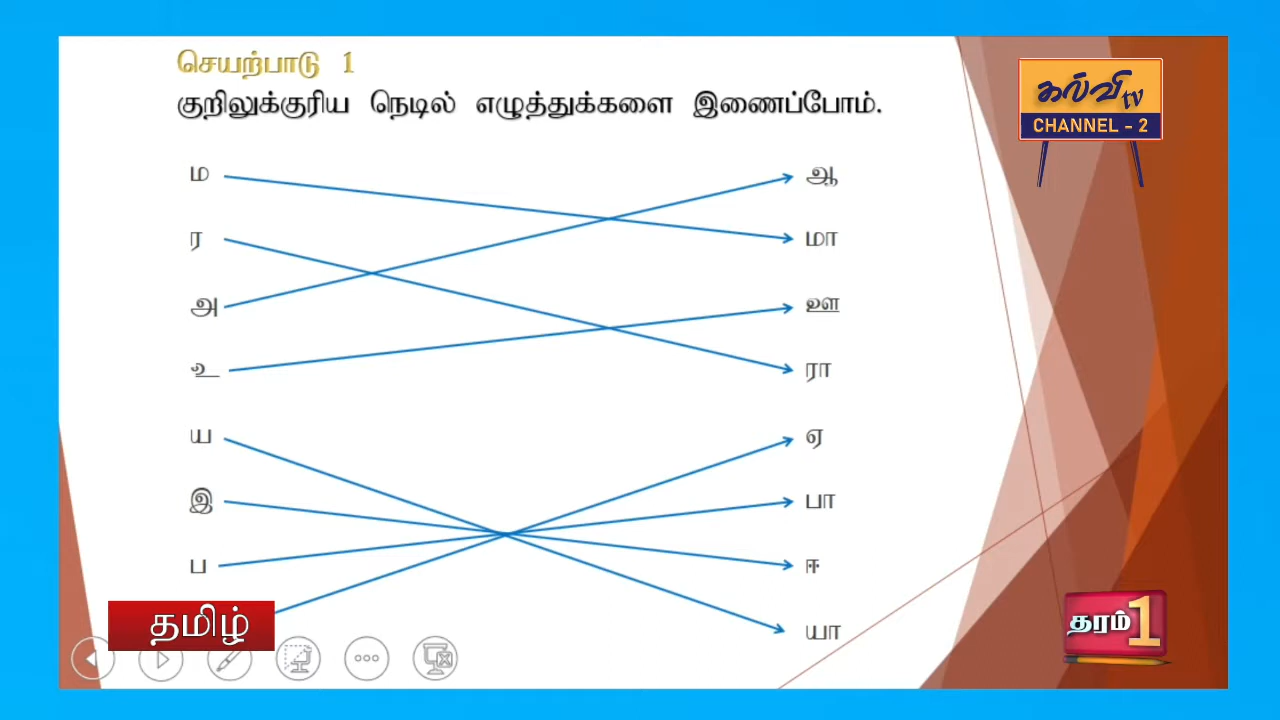 செயற்பாடு 1
குறிலுக்குரிய நெடில் எழுத்துக்களை இணைப்போம்.
கல்வி tv
CHANNEL - 2
ம ஆ
ர மா
அ ஊ
உ ரா
ய ஏ
இ பா
ப ஈ
யா
தமிழ்
தரம் 1